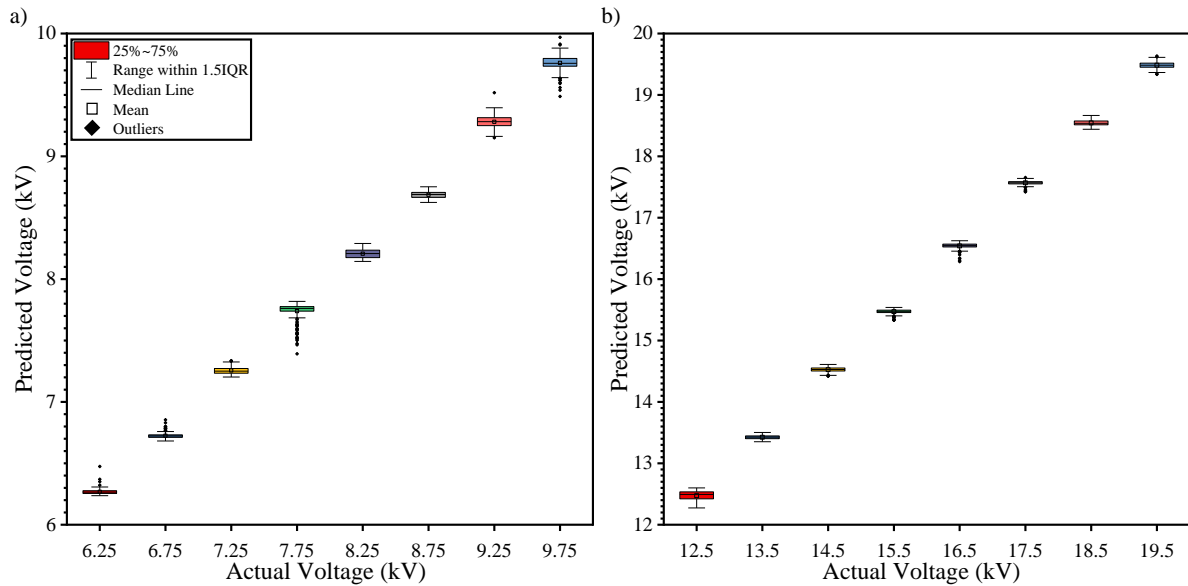 a)
25%~75%
Range within 1.5IQR
Median Line
Mean
Outliers
Predicted Voltage (kV)
10
9
8
7
6
6.25 6.75 7.25 7.75 8.25 8.75 9.25 9.75
Actual Voltage (kV)
b)
Predicted Voltage (kV)
20
19
18
17
16
15
14
13
12
12.5 13.5 14.5 15.5 16.5 17.5 18.5 19.5
Actual Voltage (kV)